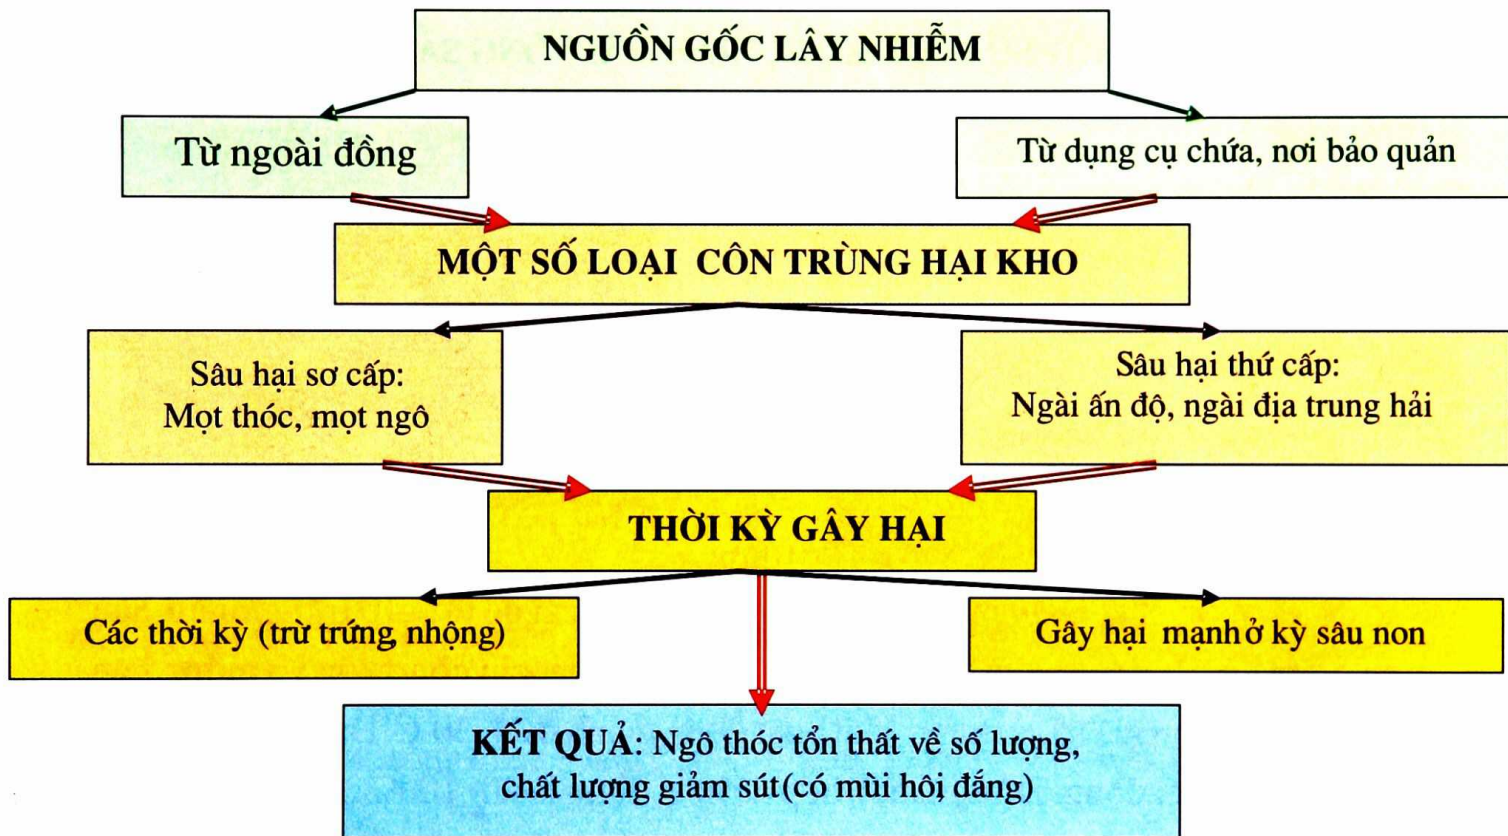 NGUỒN GỐC LÂY NHIỄM
Từ ngoài đồng
Từ dụng cụ chứa, nơi bảo quản
MỘT SỐ LOẠI CÔN TRÙNG HẠI KHO
Sâu hại sơ cấp:
Mọt thóc, mọt ngô
Sâu hại thứ cấp:
Ngài ấn độ, ngài địa trung hải
THỜI KỲ GÂY HẠI
Các thời kỳ (trừ trứng, nhộng)
Gây hại mạnh ở kỳ sâu non
KẾT QUẢ: Ngô thóc tổn thất về số lượng,
chất lượng giảm sút (có mùi hôi, đắng)